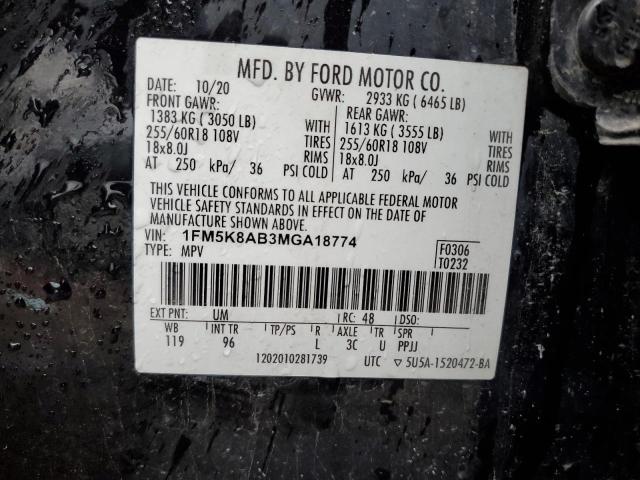 MFD. BY FORD MOTOR CO.
DATE: 10/20 GVWR: 2933 KG ( 6465 LB)
FRONT GAWR: REAR GAWR:
1383 KG ( 3050 LB) WITH 1613 KG ( 3555 LB) WITH
255/60R18 108V TIRES 255/60R18 108V TIRES
18x8.0J RIMS 18x8.0J RIMS
AT 250 kPa/ 36 PSI COLD AT 250 kPa/ 36 PSI COLD
THIS VEHICLE CONFORMS TO ALL APPLICABLE FEDERAL MOTOR
VEHICLE SAFETY STANDARDS IN EFFECT ON THE DATE OF
MANUFACTURE SHOWN ABOVE.
VIN: 1FM5K8AB3MGA18774
TYPE: MPV F0306
T0232
EXT PNT: UM RC: 48 DSO:
WB INT TR TP/PS R AXLE TR SPR
119 96 L 3C U PPJJ
1202010281739 UTC ▽ 5U5A-1520472-BA